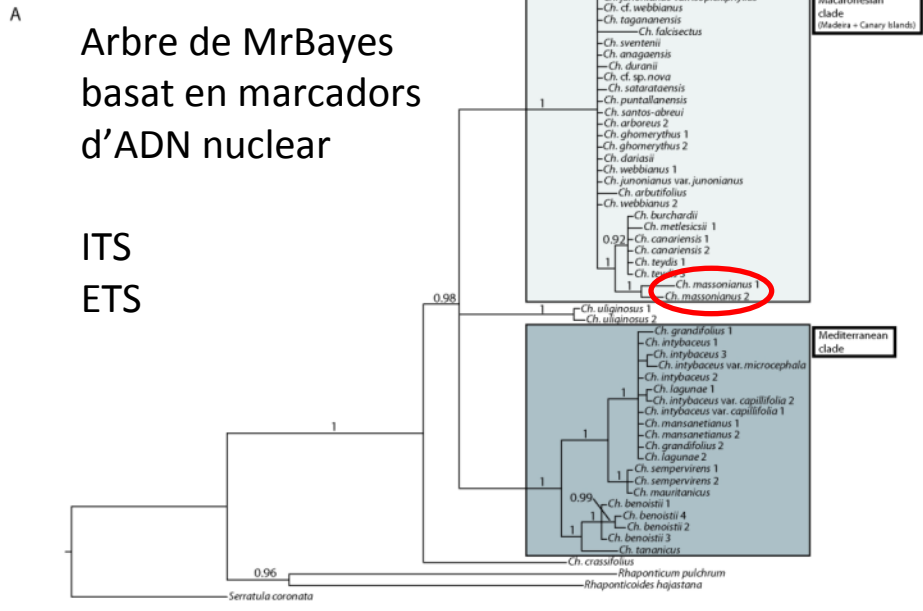 A
Arbre de MrBayes
basat en marcadors
d’ADN nuclear
ITS
ETS
Macaronesian
clade
(Madeira + Canary Islands)
Ch. cf. webbianus
Ch. tagananensis
Ch. falcisectus
Ch. sventenii
Ch. anagaensis
Ch. duranii
Ch. cf. sp. nova
Ch. satarataensis
Ch. puntallanensis
1
Ch. santos-abreui
Ch. arboreus 2
Ch. ghomerythus 1
Ch. ghomerythus 2
Ch. dariasii
Ch. webbianus 1
Ch. junonianus var. junonianus
Ch. arbutifolius
Ch. webbianus 2
Ch. burchardii
Ch. metlesicsii 1
0.92
Ch. canariensis 1
Ch. canariensis 2
1
Ch. teydis 1
Ch. teydis 3
1
Ch. massonianus 1
Ch. massonianus 2
0.98
1
Ch. uliginosus 1
Ch. uliginosus 2
Mediterranean
clade
Ch. grandifolius 1
Ch. intybaceus 1
Ch. intybaceus 3
Ch. intybaceus var. microcephala
Ch. intybaceus 2
Ch. lagunae 1
1
Ch. intybaceus var. capillifolia 2
Ch. intybaceus var. capillifolia 1
Ch. mansanetianus 1
Ch. mansanetianus 2
1
1
Ch. grandifolius 2
Ch. lagunae 2
Ch. sempervirens 1
1
Ch. sempervirens 2
1
Ch. mauritanicus
0.99
Ch. benoistii 1
1
Ch. benoistii 4
Ch. benoistii 2
1
Ch. benoistii 3
Ch. tananicus
Ch. crassifolius
0.96
Rhaponticum pulchrum
Rhaponticoides hajastana
Serratula coronata